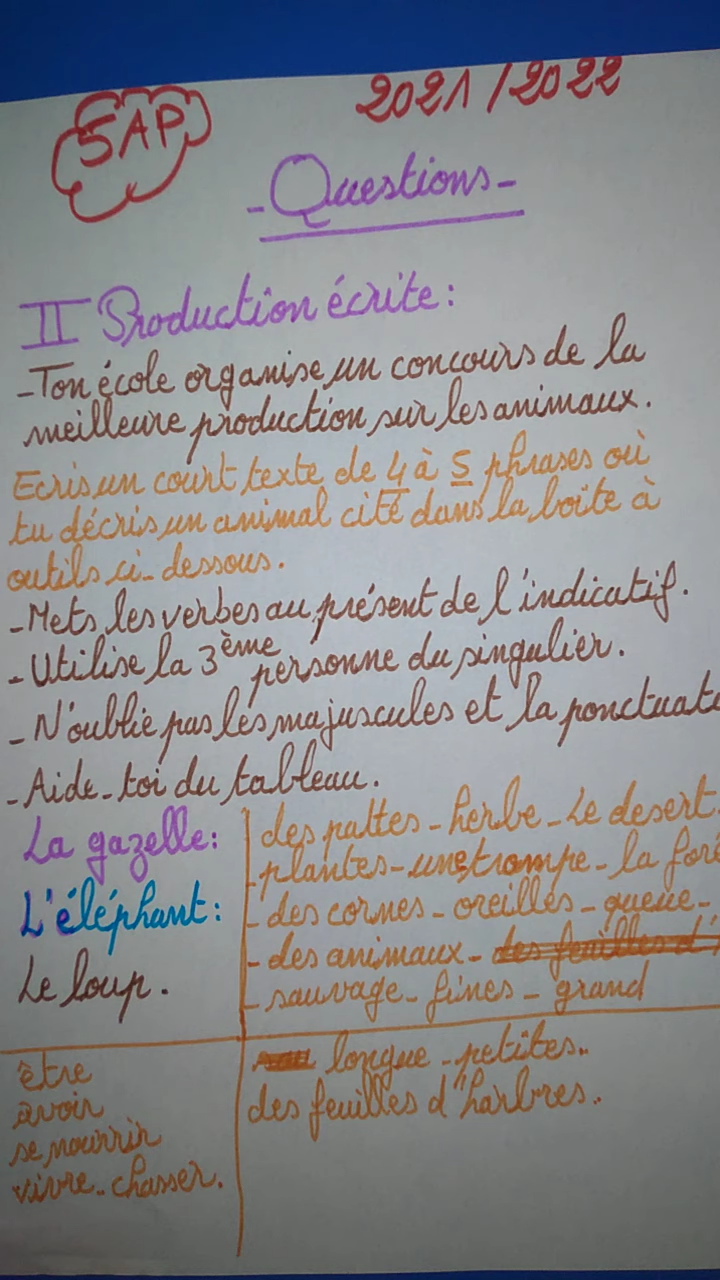 5AP
2021/2022
- Questions -
II Production écrite :
- Ton école organise un concours de la
meilleure production sur les animaux.
Ecris un court texte de 4 à 5 phrases où
tu décris un animal cité dans la boîte à
outils ci-dessous.
- Mets les verbes au présent de l'indicatif.
- Utilise la 3ème personne du singulier.
- N'oublie pas les majuscules et la ponctuat
- Aide-toi du tableau.
La gazelle :
L'éléphant :
Le loup.
des pattes - herbe - Le desert.
- plantes - une trompe - la for
- des cornes - oreilles - queue -
- des animaux - des feuilles d'
- sauvage - fines - grand
longue - petites..
des feuilles d'harbres..
être
avoir
se nourrir
vivre - chasser.